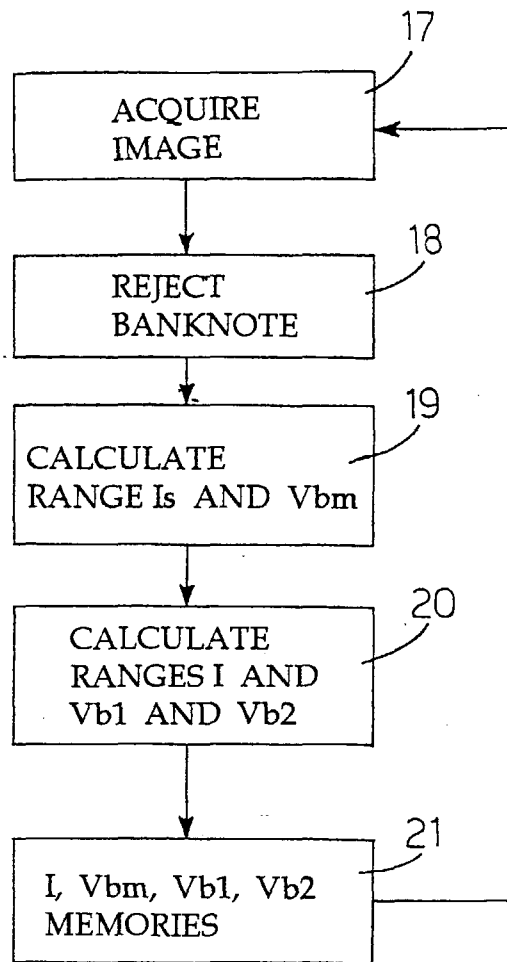 17
ACQUIRE
IMAGE
18
REJECT
BANKNOTE
19
CALCULATE
RANGE Is AND Vbm
20
CALCULATE
RANGES I AND
Vb1 AND Vb2
21
I, Vbm, Vb1, Vb2
MEMORIES